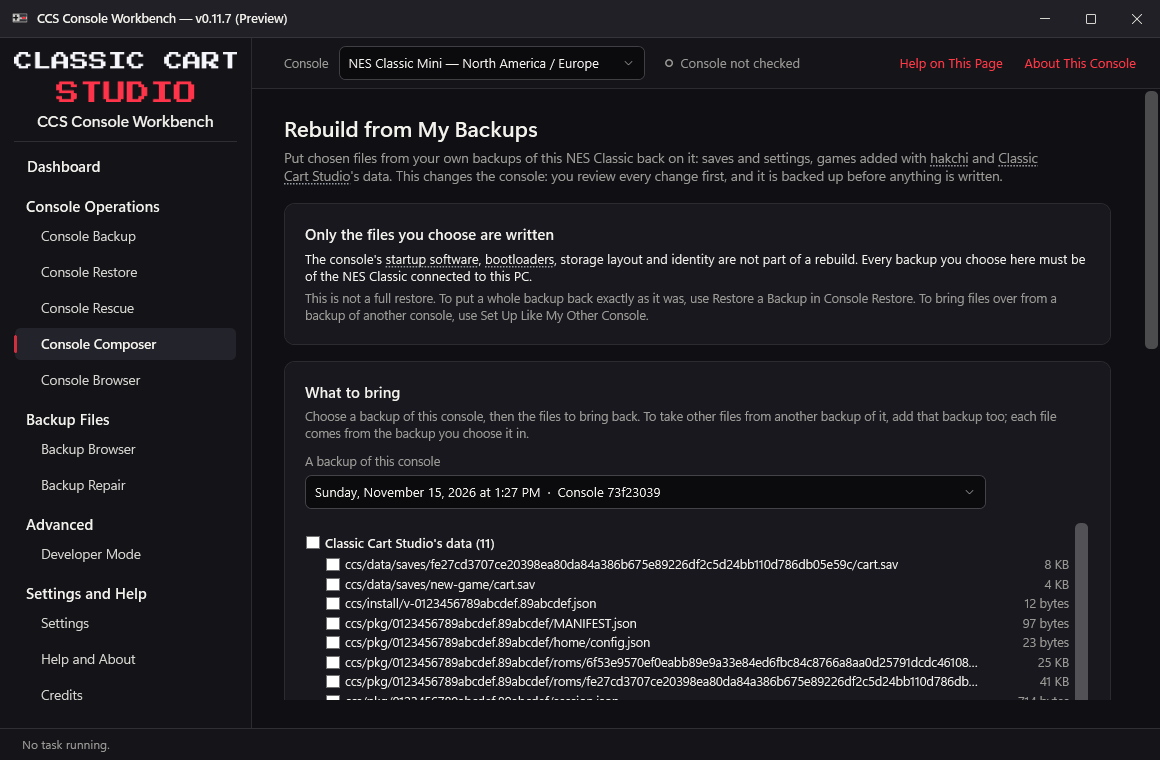 CCS Console Workbench — v0.11.7 (Preview)
CLASSIC CART
STUDIO
CCS Console Workbench
Dashboard
Console Operations
Console Backup
Console Restore
Console Rescue
Console Composer
Console Browser
Backup Files
Backup Browser
Backup Repair
Advanced
Developer Mode
Settings and Help
Settings
Help and About
Credits
Console
NES Classic Mini — North America / Europe
Console not checked
Help on This Page
About This Console
Rebuild from My Backups
Put chosen files from your own backups of this NES Classic back on it: saves and settings, games added with hakchi and Classic
Cart Studio's data. This changes the console: you review every change first, and it is backed up before anything is written.
Only the files you choose are written
The console's startup software, bootloaders, storage layout and identity are not part of a rebuild. Every backup you choose here must be
of the NES Classic connected to this PC.
This is not a full restore. To put a whole backup back exactly as it was, use Restore a Backup in Console Restore. To bring files over from a
backup of another console, use Set Up Like My Other Console.
What to bring
Choose a backup of this console, then the files to bring back. To take other files from another backup of it, add that backup too; each file
comes from the backup you choose it in.
A backup of this console
Sunday, November 15, 2026 at 1:27 PM · Console 73f23039
Classic Cart Studio's data (11)
ccs/data/saves/fe27cd3707ce20398ea80da84a386b675e89226df2c5d24bb110d786db05e59c/cart.sav 8 KB
ccs/data/saves/new-game/cart.sav 4 KB
ccs/install/v-0123456789abcdef.89abcdef.json 12 bytes
ccs/pkg/0123456789abcdef.89abcdef/MANIFEST.json 97 bytes
ccs/pkg/0123456789abcdef.89abcdef/home/config.json 23 bytes
ccs/pkg/0123456789abcdef.89abcdef/roms/6f53e9570ef0eabb89e9a33e84ed6fbc84c8766a8aa0d25791dcdc46108... 25 KB
ccs/pkg/0123456789abcdef.89abcdef/roms/fe27cd3707ce20398ea80da84a386b675e89226df2c5d24bb110d786db... 41 KB
ccs/pkg/0123456789abcdef.89abcdef/session.json 714 bytes
No task running.